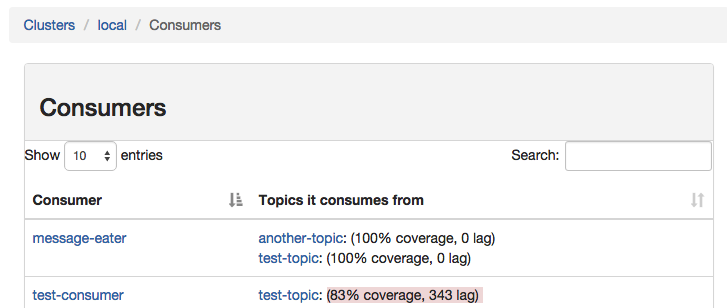 Clusters / local / Consumers
Consumers
Show 10 entries Search:
Consumer Topics it consumes from
message-eater another-topic: (100% coverage, 0 lag)
test-topic: (100% coverage, 0 lag)
test-consumer test-topic: (83% coverage, 343 lag)